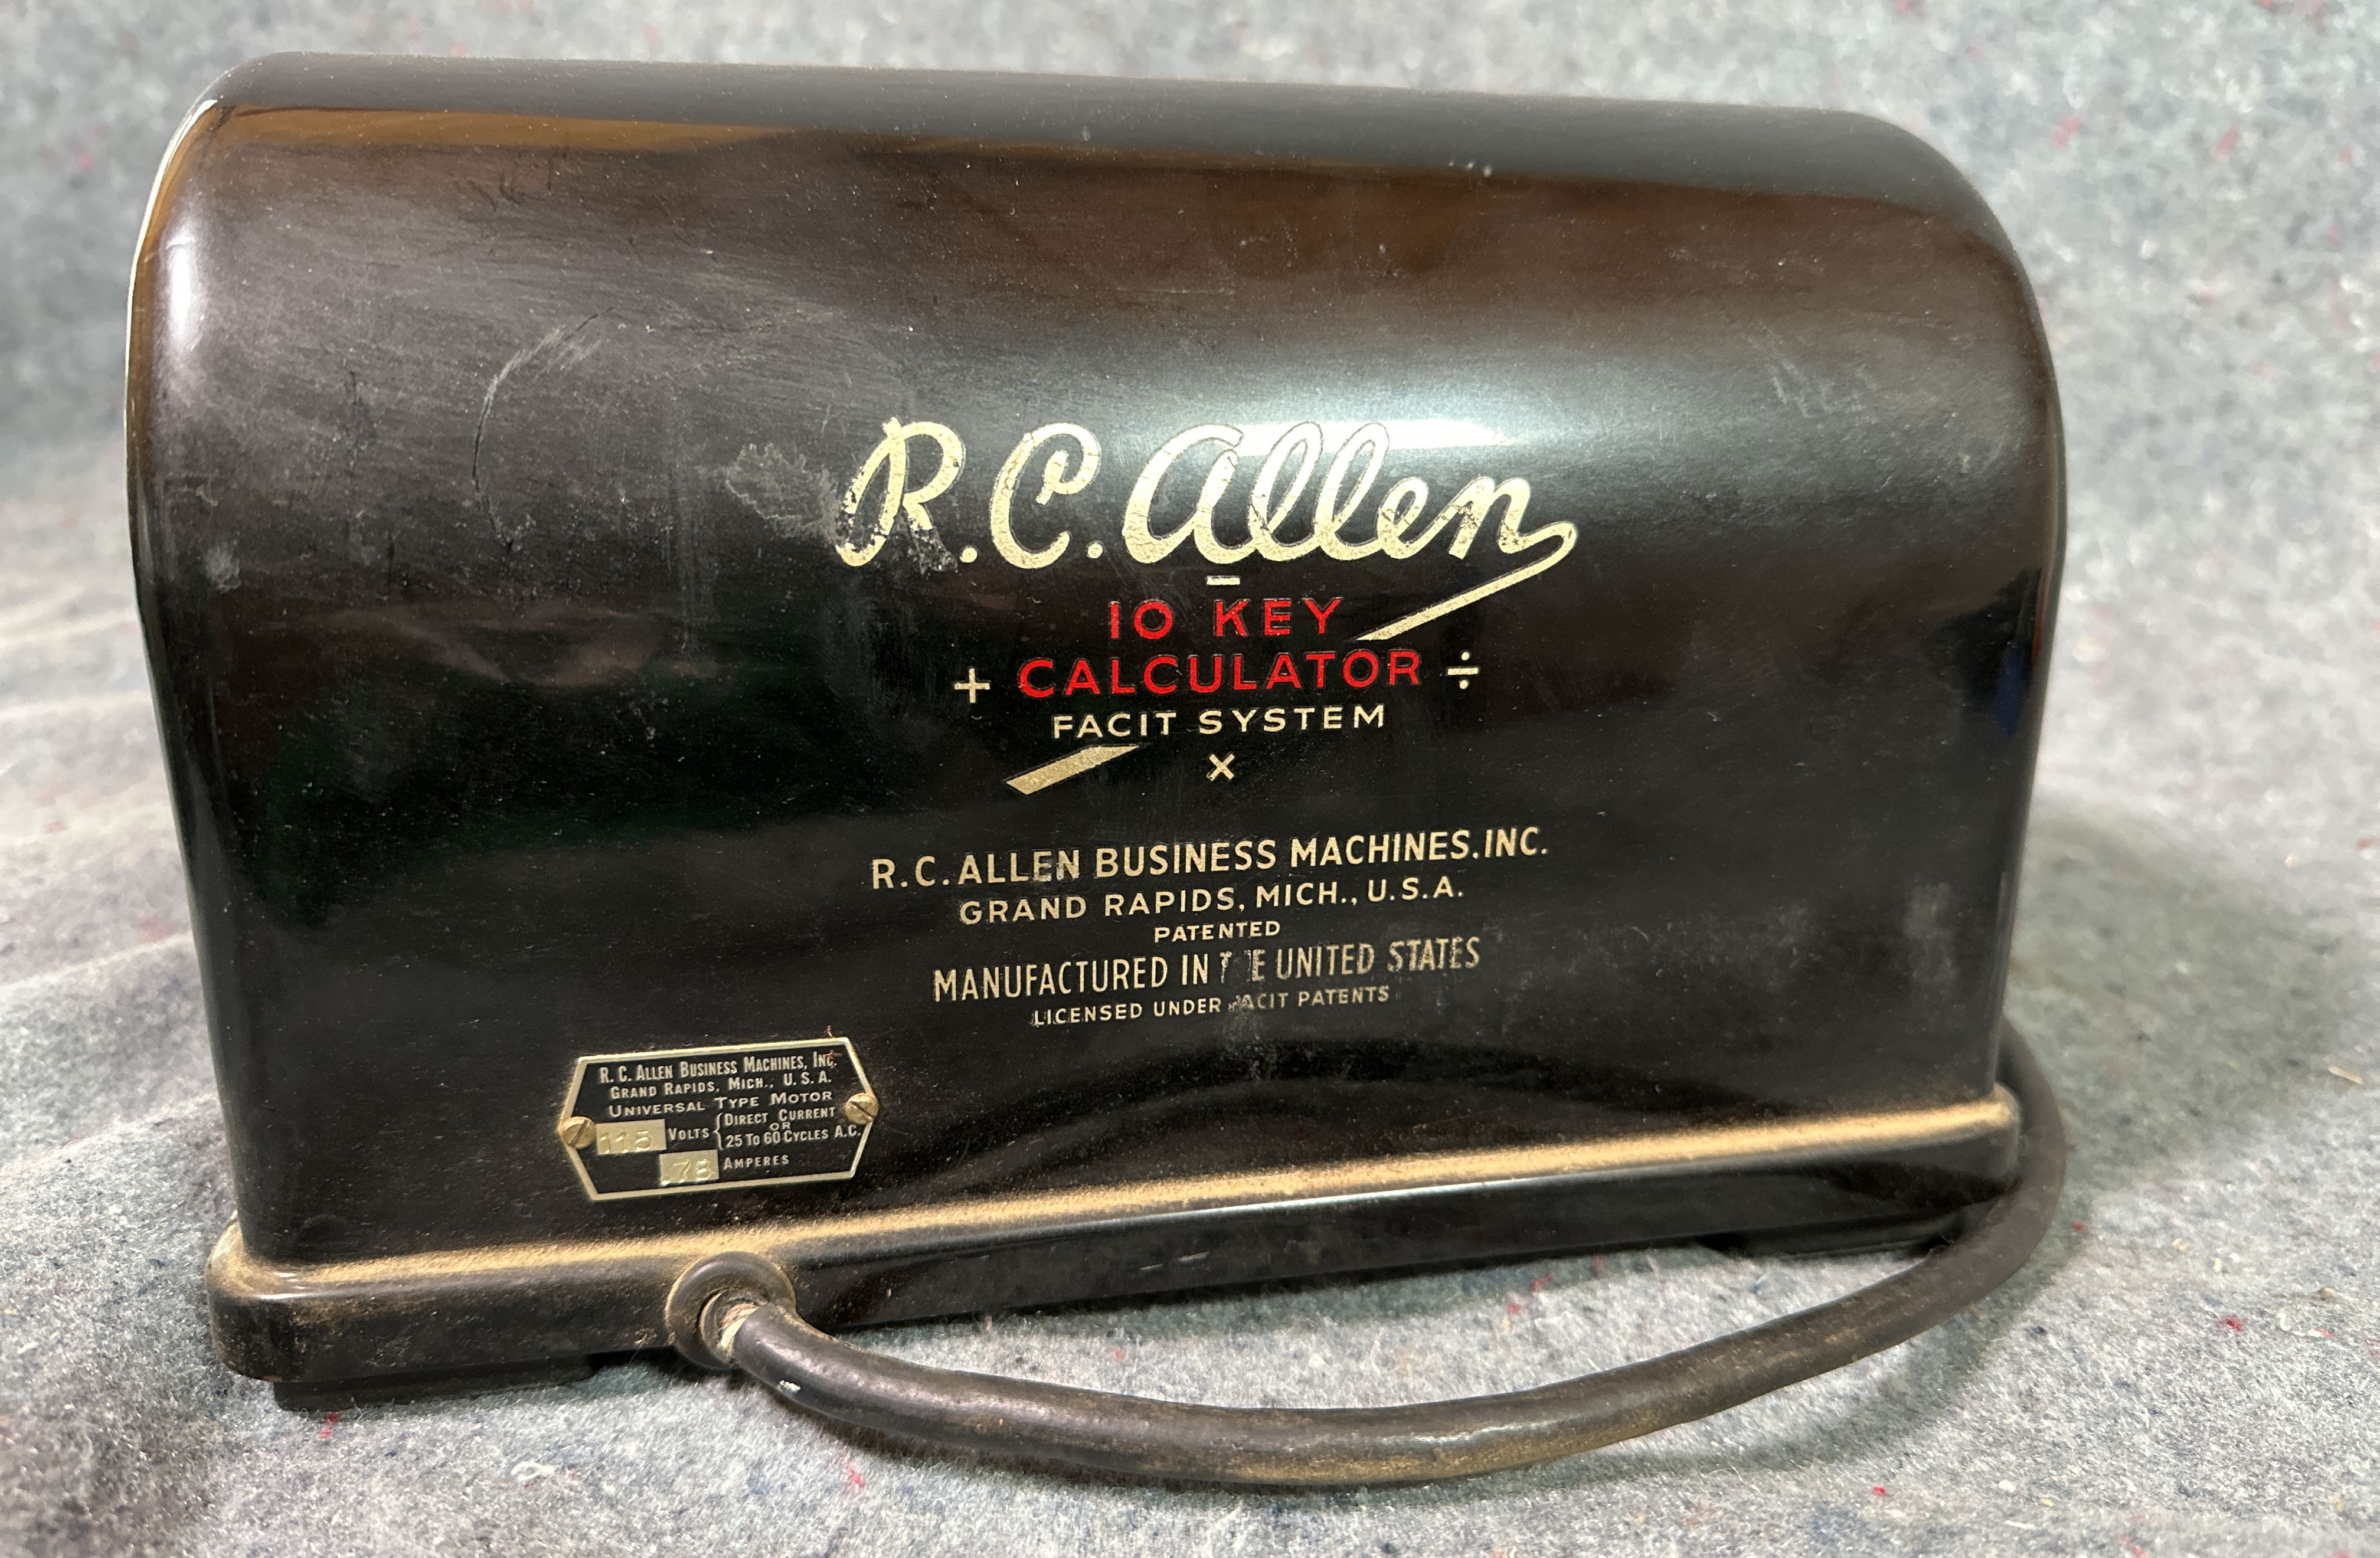 R.C. Allen
−
10 KEY
+ CALCULATOR ÷
FACIT SYSTEM
×
R.C. ALLEN BUSINESS MACHINES, INC.
GRAND RAPIDS, MICH., U.S.A.
PATENTED
MANUFACTURED IN T E UNITED STATES
LICENSED UNDER ACIT PATENTS
R. C. ALLEN BUSINESS MACHINES, INC.
GRAND RAPIDS, MICH., U. S. A.
UNIVERSAL TYPE MOTOR
115 VOLTS { DIRECT CURRENT
OR
25 TO 60 CYCLES A.C.
.78 AMPERES